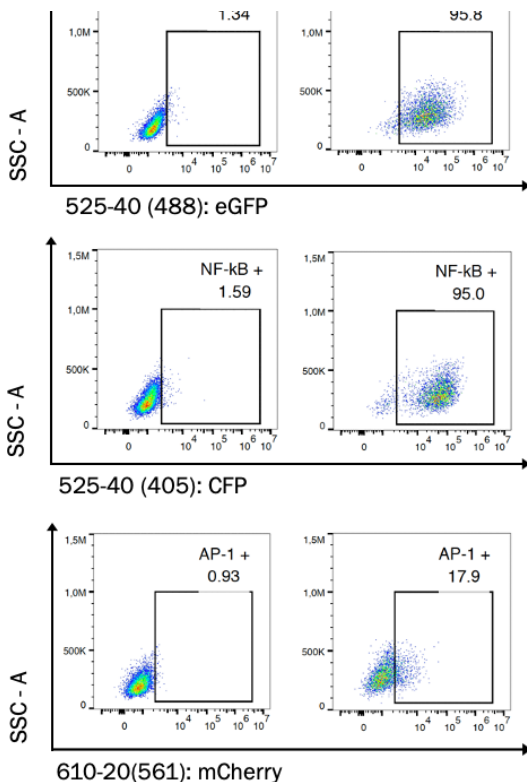 1.34 95.8
1,0M 1,0M
500K 500K
0 0
0 10^4 10^5 10^6 10^7 0 10^4 10^5 10^6 10^7
SSC - A
525-40 (488): eGFP
1,5M 1,5M
NF-kB + NF-kB +
1.59 95.0
1,0M 1,0M
500K 500K
0 0
0 10^4 10^5 10^6 10^7 0 10^4 10^5 10^6 10^7
SSC - A
525-40 (405): CFP
1,5M 1,5M
AP-1 + AP-1 +
0.93 17.9
1,0M 1,0M
500K 500K
0 0
0 10^4 10^5 10^6 10^7 0 10^4 10^5 10^6 10^7
SSC - A
610-20(561): mCherry